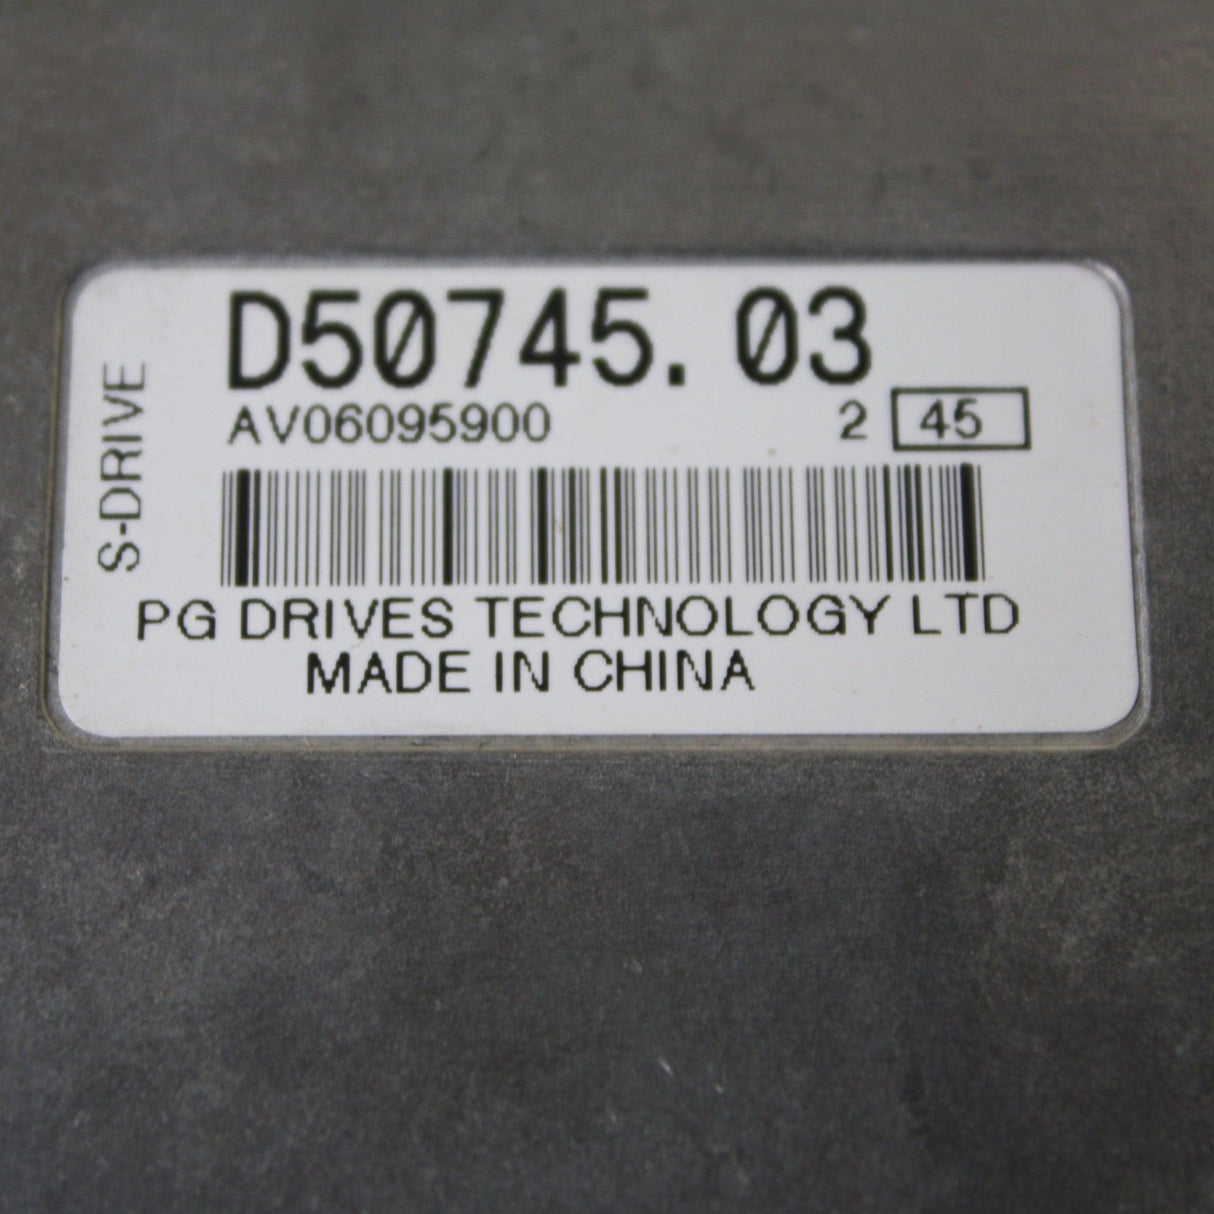 D50745.03
AV06095900 2 45
S-DRIVE
PG DRIVES TECHNOLOGY LTD
MADE IN CHINA